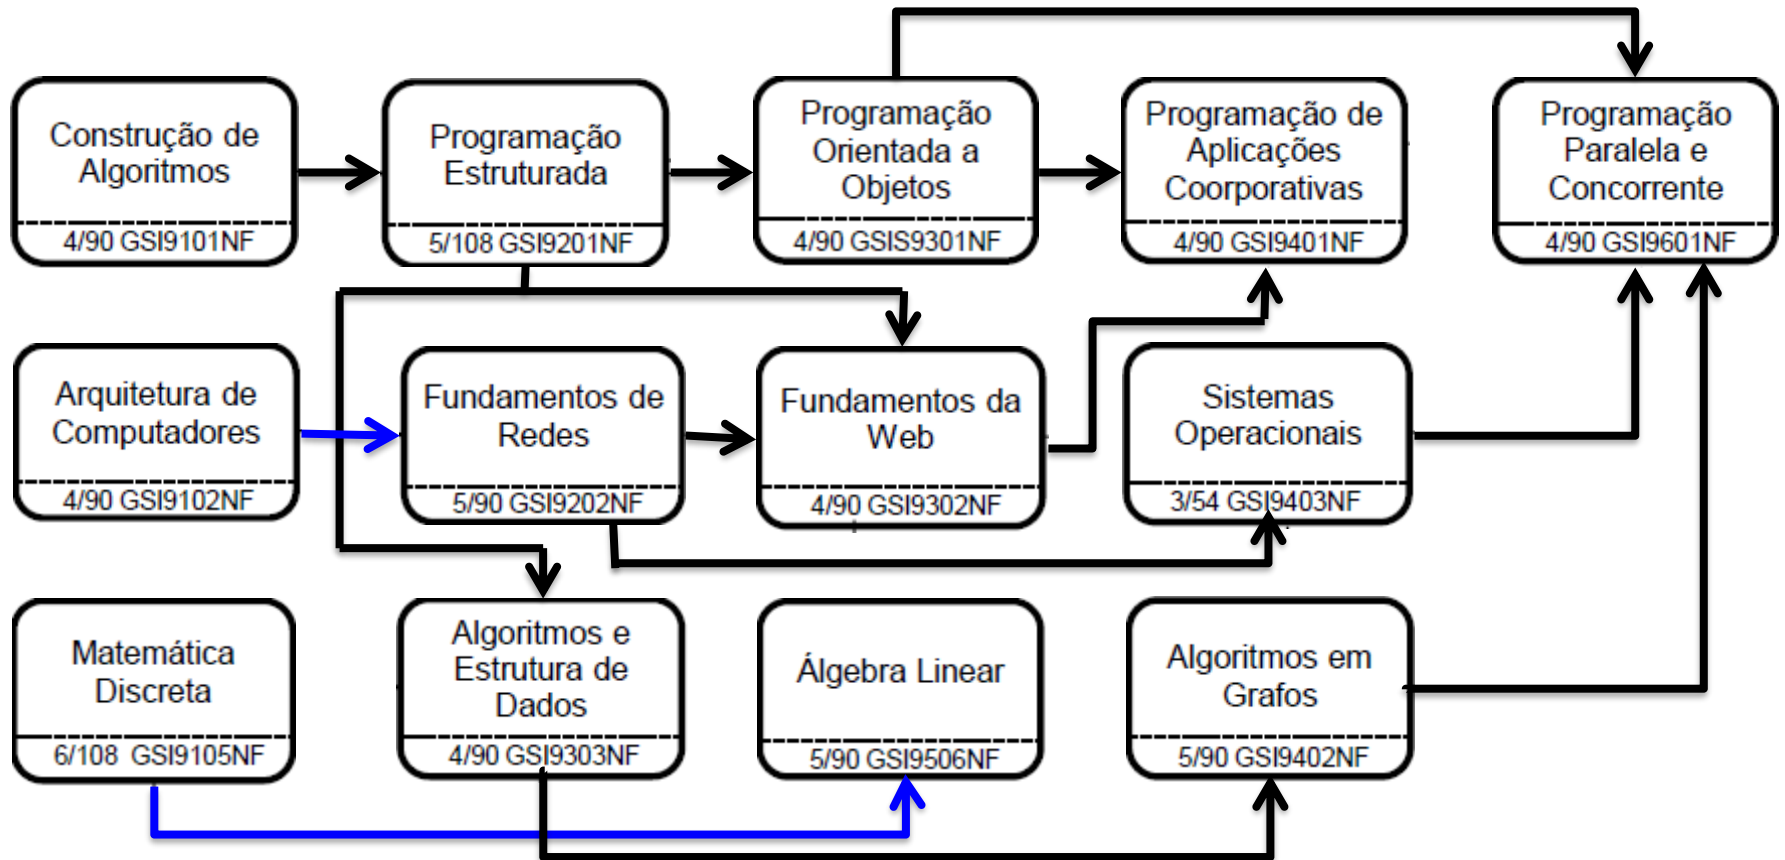 Construção de
Algoritmos
4/90 GSI9101NF
Programação
Estruturada
5/108 GSI9201NF
Programação
Orientada a
Objetos
4/90 GSIS9301NF
Programação de
Aplicações
Coorporativas
4/90 GSI9401NF
Programação
Paralela e
Concorrente
4/90 GSI9601NF
Arquitetura de
Computadores
4/90 GSI9102NF
Fundamentos de
Redes
5/90 GSI9202NF
Fundamentos da
Web
4/90 GSI9302NF
Sistemas
Operacionais
3/54 GSI9403NF
Matemática
Discreta
6/108 GSI9105NF
Algoritmos e
Estrutura de
Dados
4/90 GSI9303NF
Álgebra Linear
5/90 GSI9506NF
Algoritmos em
Grafos
5/90 GSI9402NF